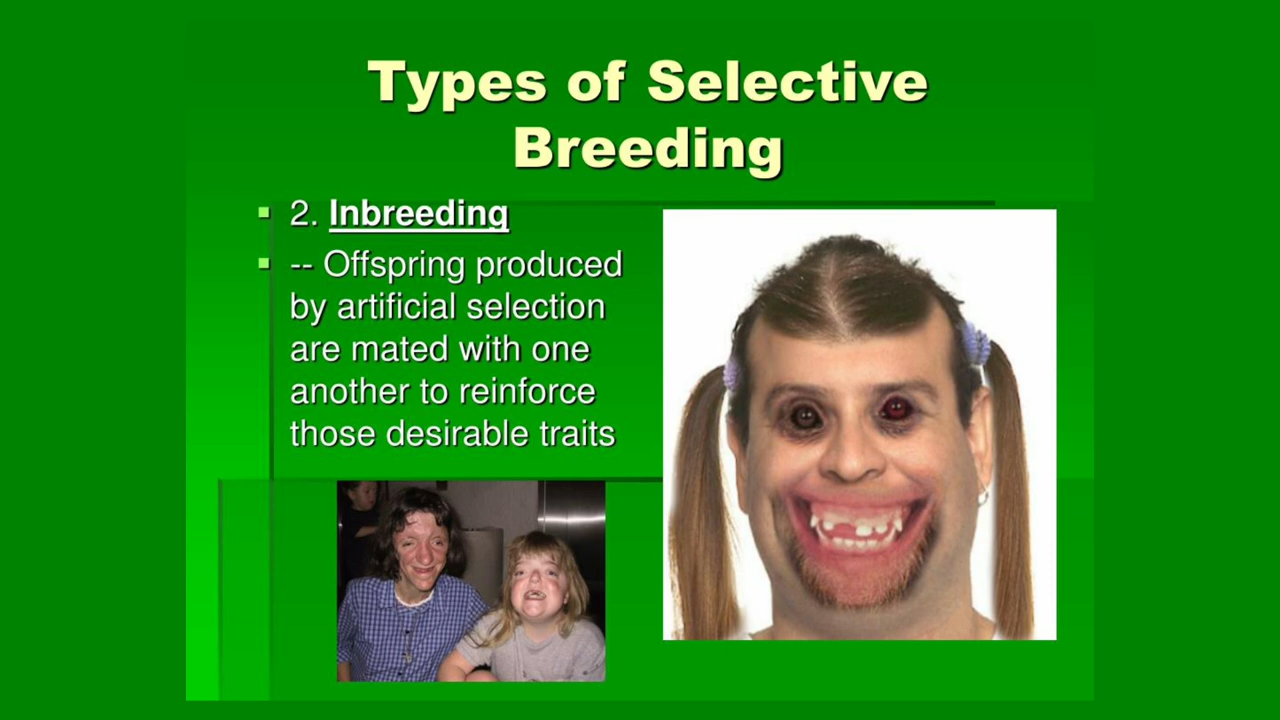 Types of Selective
Breeding
2. Inbreeding
-- Offspring produced
by artificial selection
are mated with one
another to reinforce
those desirable traits